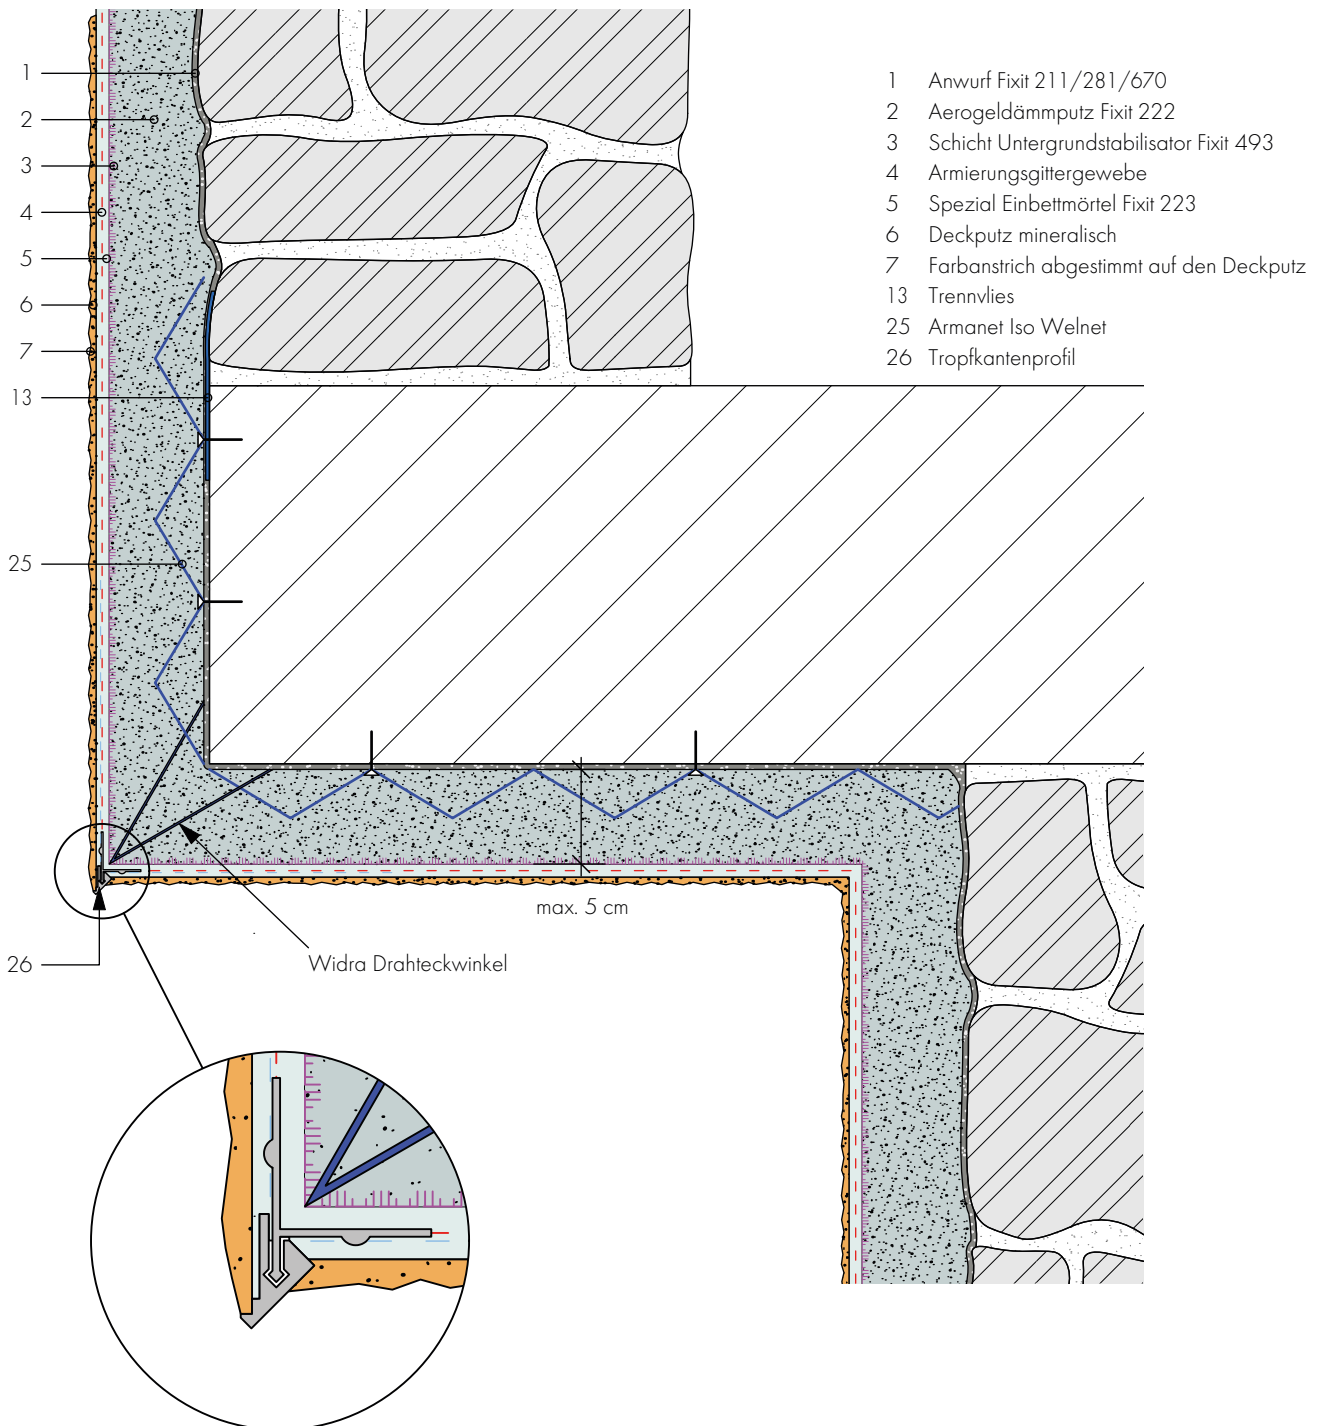 1 Anwurf Fixit 211/281/670
2 Aerogeldämmputz Fixit 222
3 Schicht Untergrundstabilisator Fixit 493
4 Armierungsgittergewebe
5 Spezial Einbettmörtel Fixit 223
6 Deckputz mineralisch
7 Farbanstrich abgestimmt auf den Deckputz
13 Trennvlies
25 Armanet Iso Welnet
26 Tropfkantenprofil
1
2
3
4
5
6
7
13
25
max. 5 cm
26
Widra Drahteckwinkel